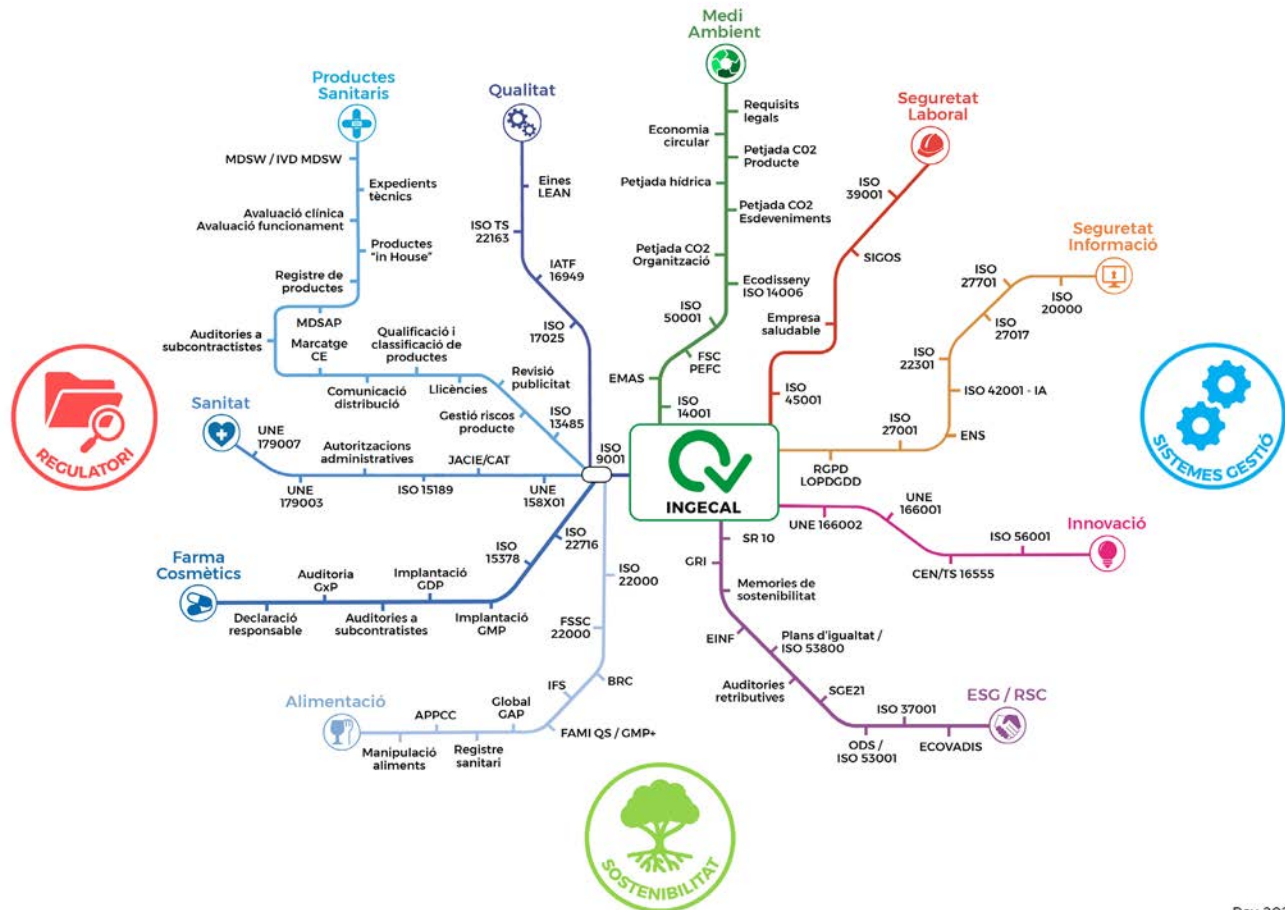 Medi
Ambient
Requisits
legals
Economia
circular
Petjada C02
Producte
Petjada hídrica
Petjada CO2
Esdeveniments
Petjada CO2
Organització
Ecodisseny
ISO 14006
ISO
50001
FSC
PEFC
EMAS
ISO
14001
Productes
Sanitaris
MDSW / IVD MDSW
Expedients
tècnics
Avaluació clínica
Avaluació funcionament
Productes
"in House"
Registre de
productes
MDSAP
Auditories a
subcontractistes
Marcatge
CE
Qualificació i
classificació de
productes
Comunicació
distribució
Llicències
Revisió
publicitat
Gestió riscos
producte
ISO
13485
Qualitat
Eines
LEAN
ISO TS
22163
IATF
16949
ISO
17025
ISO
9001
Seguretat
Laboral
ISO
39001
SIGOS
Empresa
saludable
ISO
45001
Seguretat
Informació
ISO
20000
ISO
27701
ISO
27017
ISO
22301
ISO 42001 - IA
ENS
ISO
27001
RGPD
LOPDGDD
REGULATORI
SISTEMES GESTIÓ
INGECAL
Sanitat
UNE
179007
Autoritzacions
administratives
JACIE/CAT
UNE
179003
ISO 15189
UNE
158X01
Innovació
UNE 166002
UNE
166001
CEN/TS 16555
ISO 56001
Farma
Cosmètics
ISO
15378
ISO
22716
Auditoria
GxP
Implantació
GDP
Declaració
responsable
Auditories a
subcontratistes
Implantació
GMP
Alimentació
ISO
22000
FSSC
22000
BRC
IFS
FAMI QS / GMP+
Global
GAP
APPCC
Manipulació
aliments
Registre
sanitari
ESG / RSC
SR 10
GRI
Memories de
sostenibilitat
EINF
Plans d'igualtat /
ISO 53800
Auditories
retributives
SGE21
ISO 37001
ODS /
ISO 53001
ECOVADIS
SOSTENIBILITAT